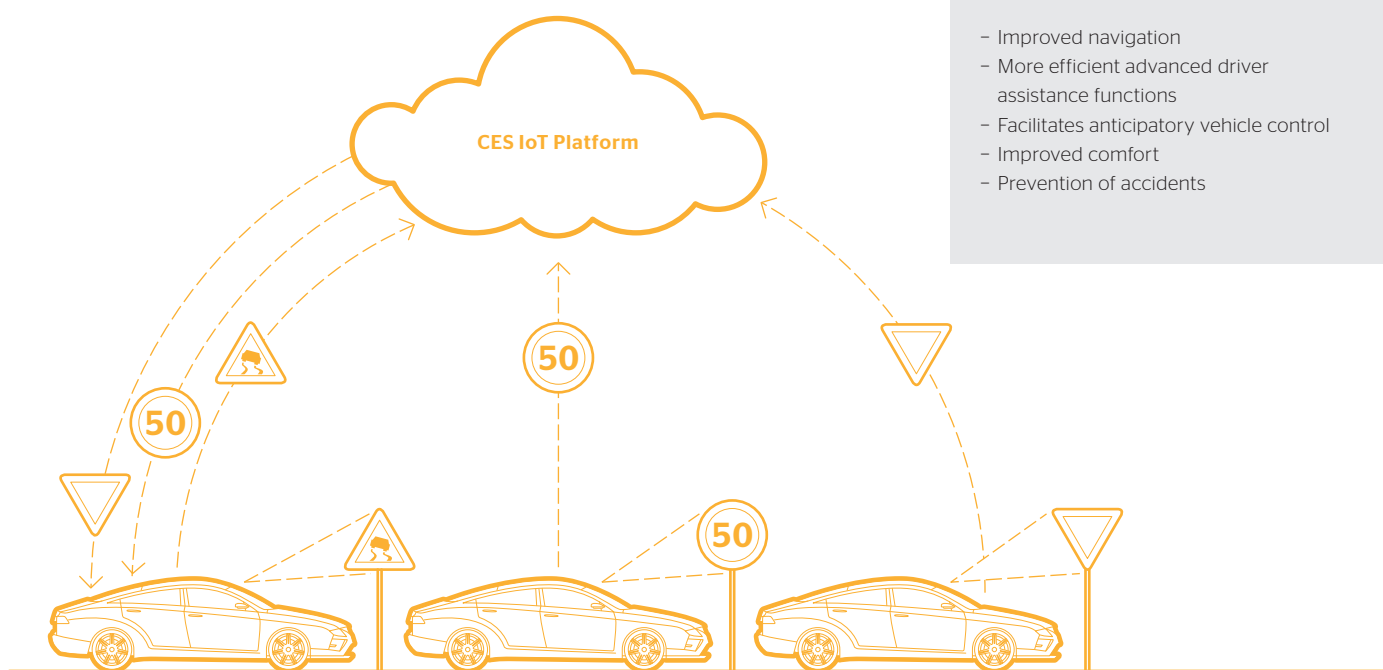 – Improved navigation
– More efficient advanced driver
assistance functions
– Facilitates anticipatory vehicle control
– Improved comfort
– Prevention of accidents
CES IoT Platform
50
50
50